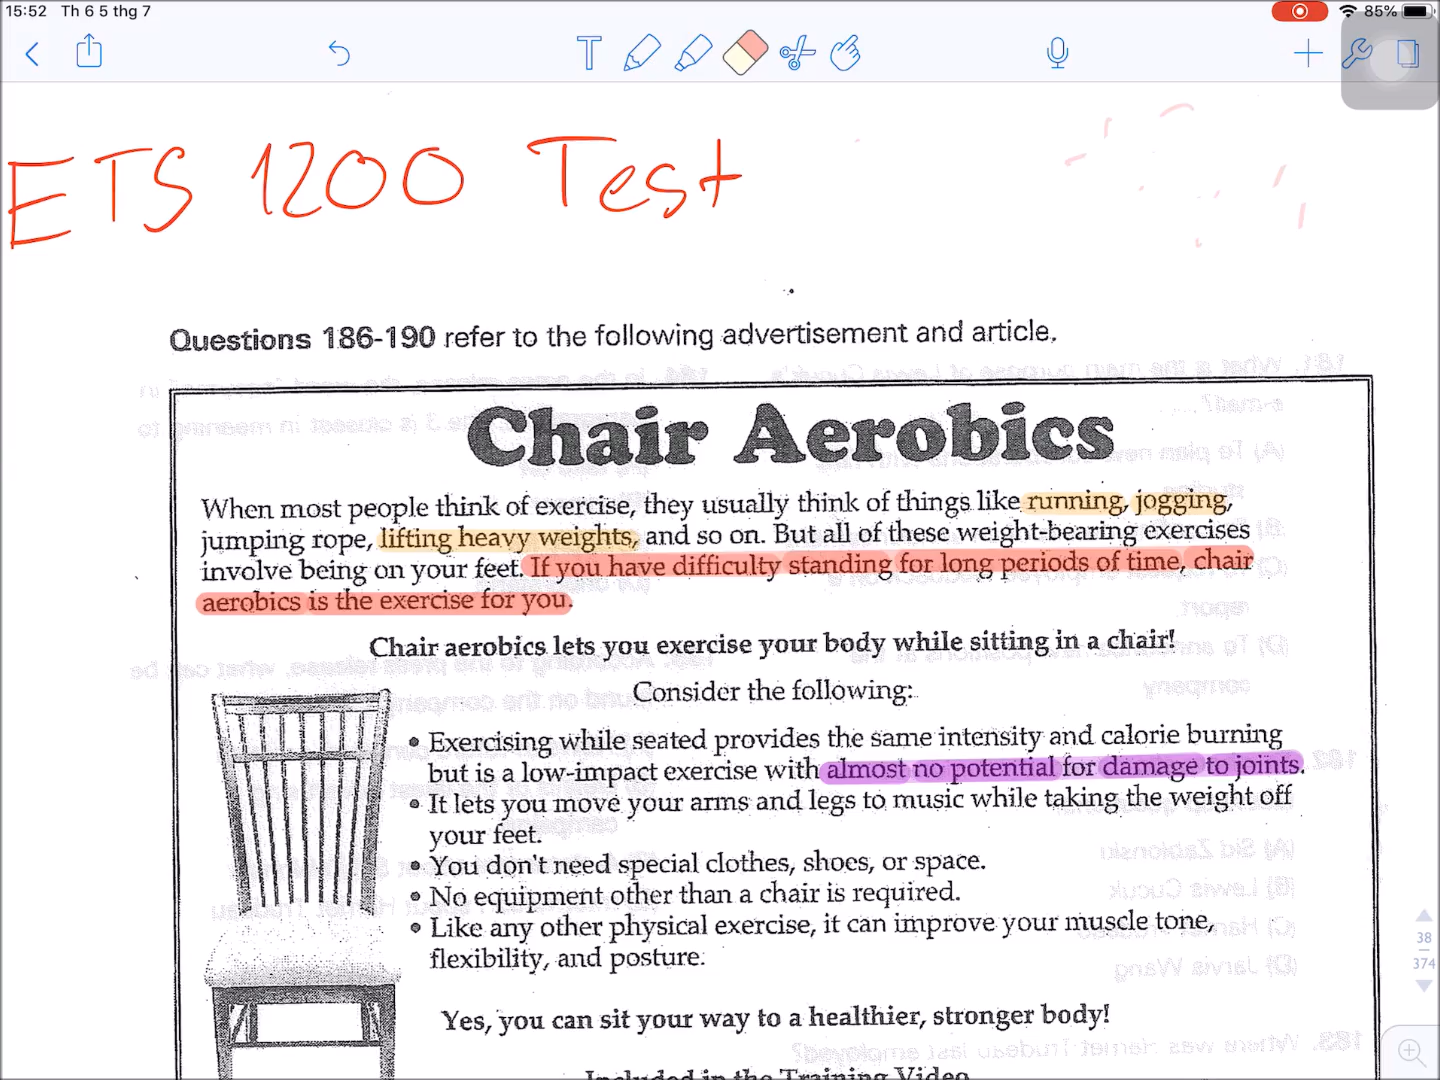 15:52 Th 6 5 thg 7
85%
ETS 1200 Test
Questions 186-190 refer to the following advertisement and article.
Chair Aerobics
When most people think of exercise, they usually think of things like running, jogging,
jumping rope, lifting heavy weights, and so on. But all of these weight-bearing exercises
involve being on your feet. If you have difficulty standing for long periods of time, chair
aerobics is the exercise for you.
Chair aerobics lets you exercise your body while sitting in a chair!
Consider the following:
• Exercising while seated provides the same intensity and calorie burning
but is a low-impact exercise with almost no potential for damage to joints.
• It lets you move your arms and legs to music while taking the weight off
your feet.
• You don't need special clothes, shoes, or space.
• No equipment other than a chair is required.
• Like any other physical exercise, it can improve your muscle tone,
flexibility, and posture.
Yes, you can sit your way to a healthier, stronger body!
Included in the Training Video
38
374